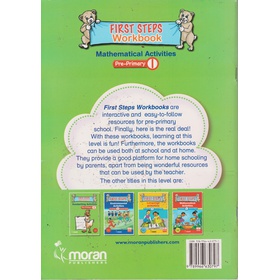 FIRST STEPS
Workbook
Mathematical Activities
Pre-Primary 1
First Steps Workbooks are
interactive and easy-to-follow
resources for pre-primary
school. Finally, here is the real deal!
With these workbooks, learning at this
level is fun! Furthermore, the workbooks
can be used both at school and at home.
They provide a good platform for home schooling by
parents, apart from being wonderful resources that
can be used by the teacher.
The other titles in this level are:
moran
PUBLISHERS
www.moranpublishers.com